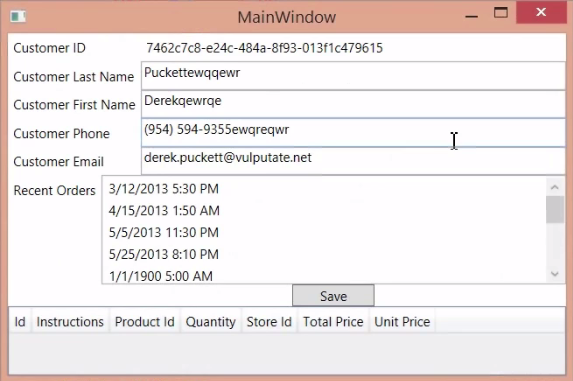 MainWindow
Customer ID 7462c7c8-e24c-484a-8f93-013f1c479615
Customer Last Name Puckettewqqewr
Customer First Name Derekqewrqe
Customer Phone (954) 594-9355ewqreqwr
Customer Email derek.puckett@vulputate.net
Recent Orders 3/12/2013 5:30 PM
4/15/2013 1:50 AM
5/5/2013 11:30 PM
5/25/2013 8:10 PM
1/1/1900 5:00 AM
Save
Id Instructions Product Id Quantity Store Id Total Price Unit Price